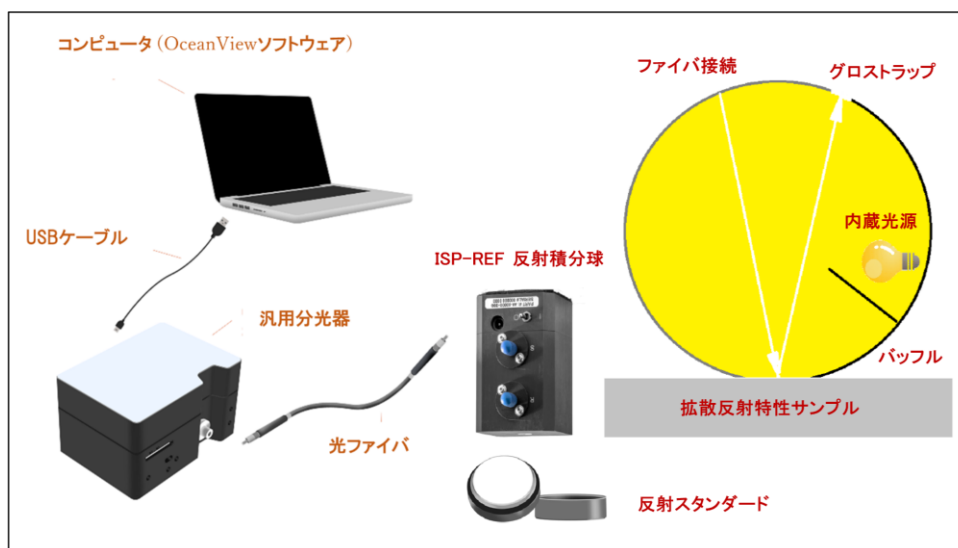 コンピュータ(OceanViewソフトウェア)
ファイバ接続
グロストラップ
USBケーブル
内蔵光源
ISP-REF 反射積分球
汎用分光器
バッフル
拡散反射特性サンプル
光ファイバ
反射スタンダード